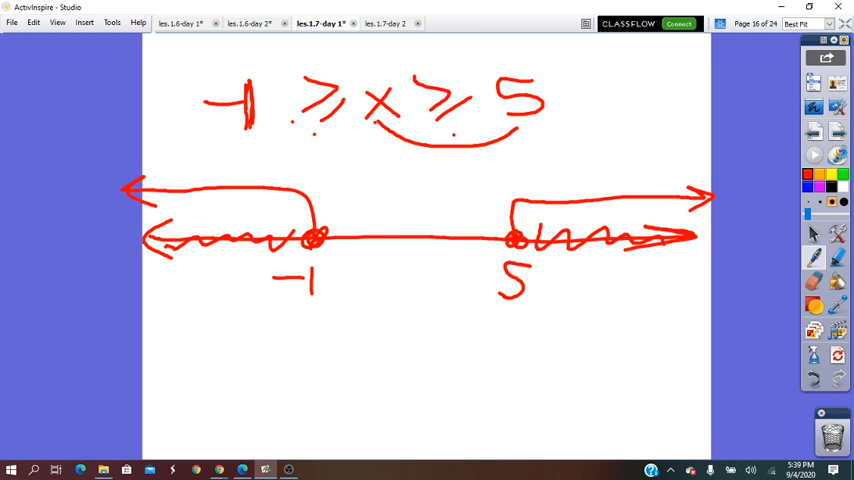 ActivInspire - Studio
File Edit View Insert Tools Help
les.1.6-day 1* les.1.6-day 2* les.1.7-day 1* les.1.7-day 2
CLASSFLOW Connect
Page 16 of 24 Best Fit
-1 ≥ x ≥ 5
-1 5
5:39 PM
9/4/2020